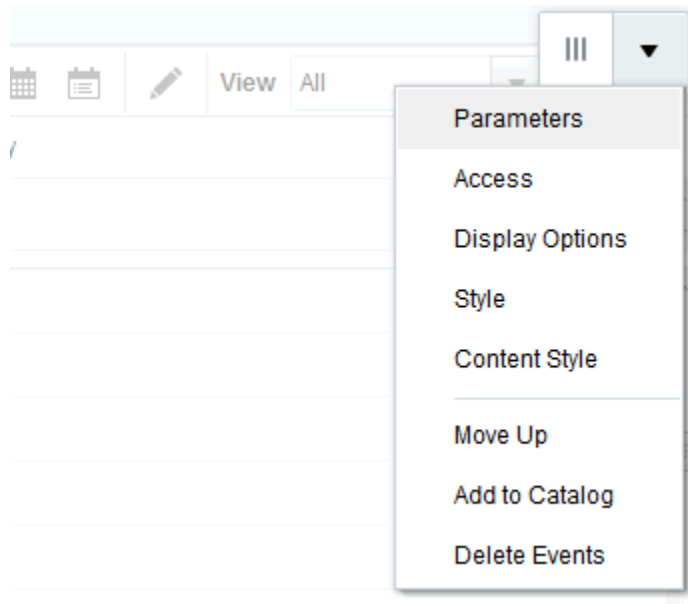 View All
Parameters
Access
Display Options
Style
Content Style
Move Up
Add to Catalog
Delete Events